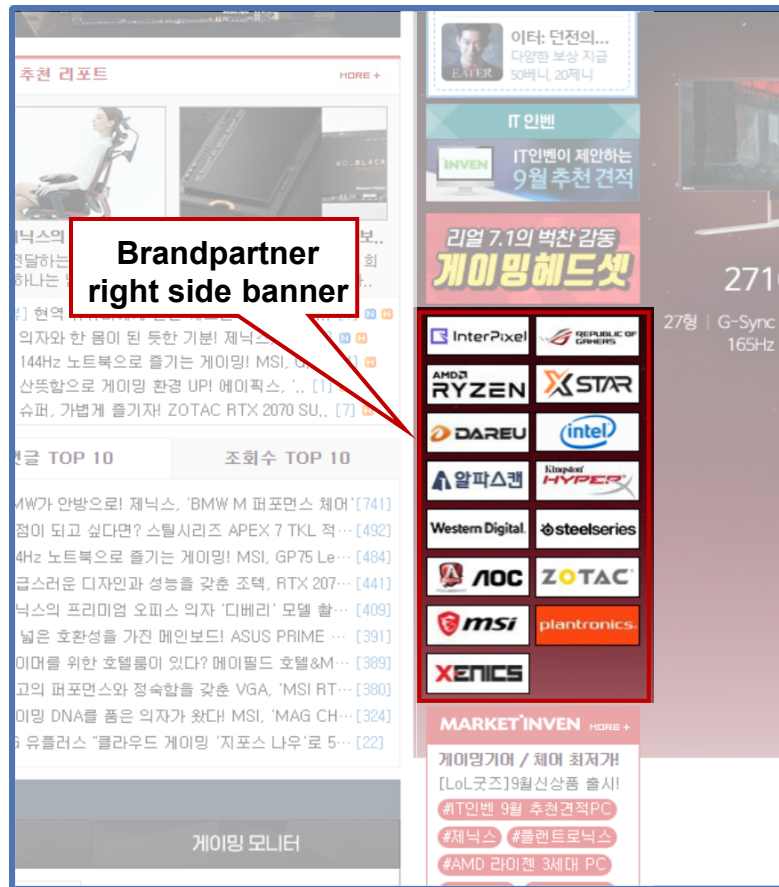 추천 리포트
MORE +
WD_BLACK
Brandpartner
right side banner
144Hz 노트북으로 즐기는 게이밍! MSI,
의자와 한 몸이 된 듯한 기분! 제닉스
산뜻함으로 게이밍 환경 UP! 에이픽스, '.. [1]
슈퍼, 가볍게 즐기자! ZOTAC RTX 2070 SU.. [7]
댓글 TOP 10
조회수 TOP 10
BMW가 안방으로! 제닉스, 'BMW M 퍼포먼스 체어' [741]
점이 되고 싶다면? 스틸시리즈 APEX 7 TKL 적… [492]
4Hz 노트북으로 즐기는 게이밍! MSI, GP75 Le… [484]
급스러운 디자인과 성능을 갖춘 조텍, RTX 207… [441]
닉스의 프리미엄 오피스 의자 '디베리' 모델 활… [409]
넓은 호환성을 가진 메인보드! ASUS PRIME … [391]
이머를 위한 호텔룸이 있다? 메이필드 호텔&M… [389]
고의 퍼포먼스와 정숙함을 갖춘 VGA, 'MSI RT… [380]
이밍 DNA를 품은 의자가 왔다! MSI, 'MAG CH… [324]
유플러스 "클라우드 게이밍 '지포스 나우'로 5… [22]
게이밍 모니터
이터: 던전의...
다양한 보상 지급
50베니, 20제니
EATER
IT 인벤
INVEN
IT인벤이 제안하는
9월 추천 견적
리얼 7.1의 벅찬 감동
게이밍헤드셋
InterPixel
REPUBLIC OF
GAMERS
AMD
RYZEN
XSTAR
DAREU
intel
알파스캔
Kingston
HYPERX
Western Digital.
steelseries
AOC
ZOTAC
msi
plantronics.
XENICS
MARKET INVEN MORE +
게이밍기어 / 체어 최저가!
[LoL굿즈]9월신상품 출시!
#IT인벤 9월 추천견적PC
#제닉스 #플랜트로닉스
#AMD 라이젠 3세대 PC
271
27형 | G-Sync
165Hz